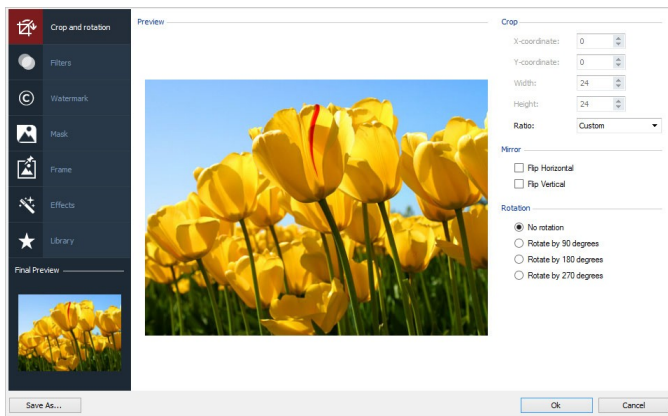 Crop and rotation
Filters
Watermark
Mask
Frame
Effects
Library
Final Preview
Save As...
Preview
Crop
X-coordinate: 0
Y-coordinate: 0
Width: 24
Height: 24
Ratio: Custom
Mirror
Flip Horizontal
Flip Vertical
Rotation
No rotation
Rotate by 90 degrees
Rotate by 180 degrees
Rotate by 270 degrees
Ok
Cancel